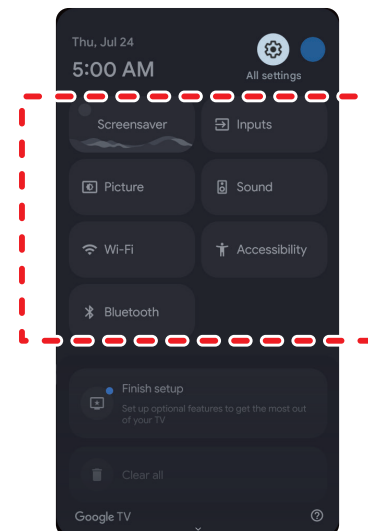 Thu, Jul 24
5:00 AM
All settings
Screensaver
Inputs
Picture
Sound
Wi-Fi
Accessibility
Bluetooth
Finish setup
Set up optional features to get the most out
of your TV
Clear all
Google TV